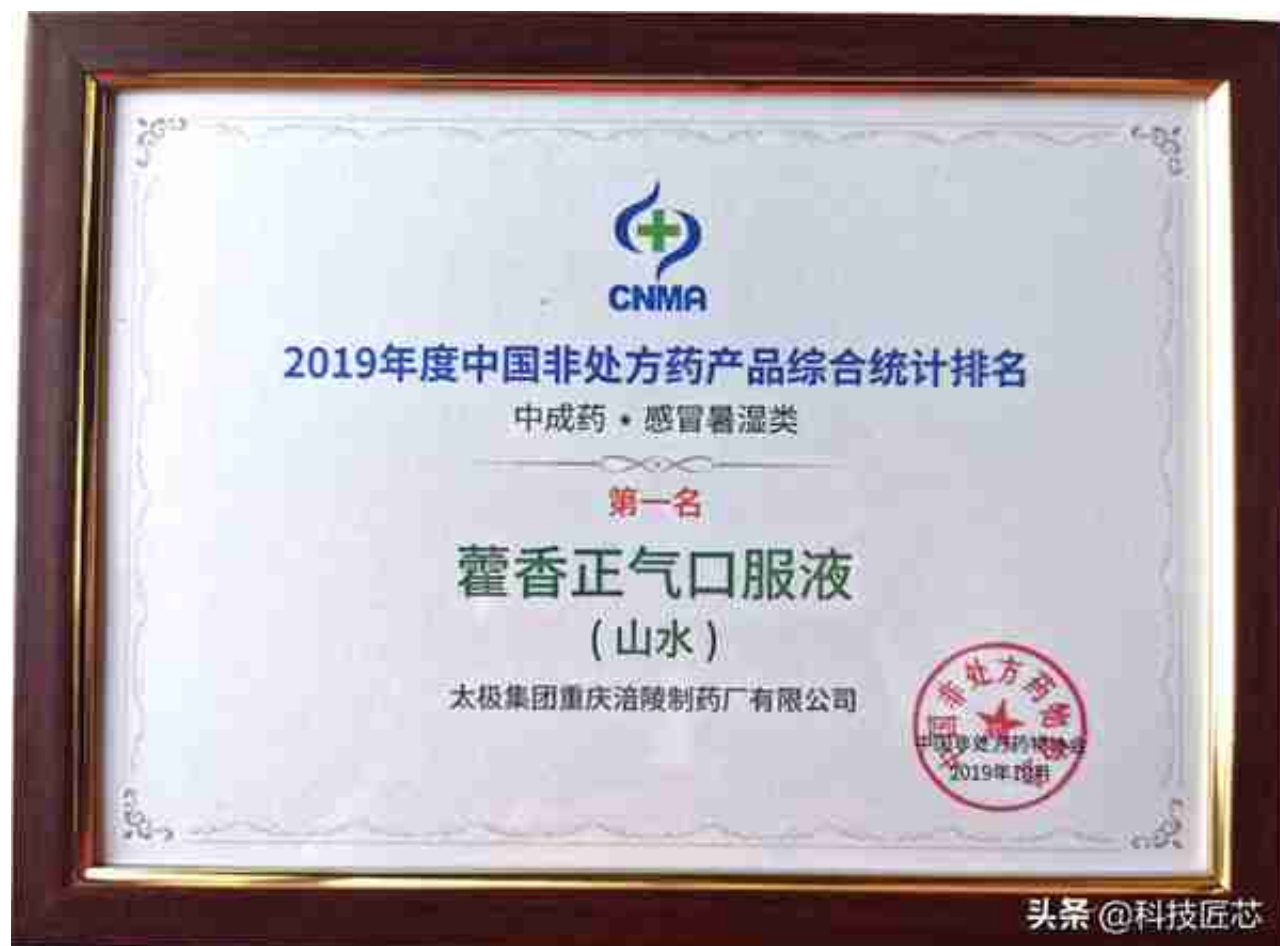 CNMA
2019年度中国非处方药产品综合统计排名
中成药·感冒暑湿类
第一名
藿香正气口服液
(山水)
太极集团重庆涪陵制药厂有限公司
中国非处方药物协会
2019年10月
头条 @科技匠芯